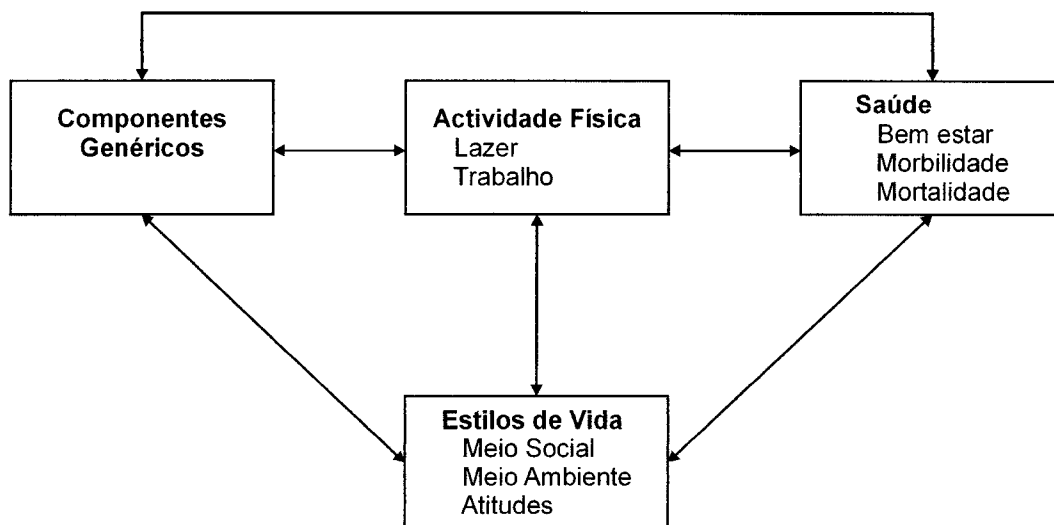 Componentes
Genéricos
Actividade Física
Lazer
Trabalho
Saúde
Bem estar
Morbilidade
Mortalidade
Estilos de Vida
Meio Social
Meio Ambiente
Atitudes